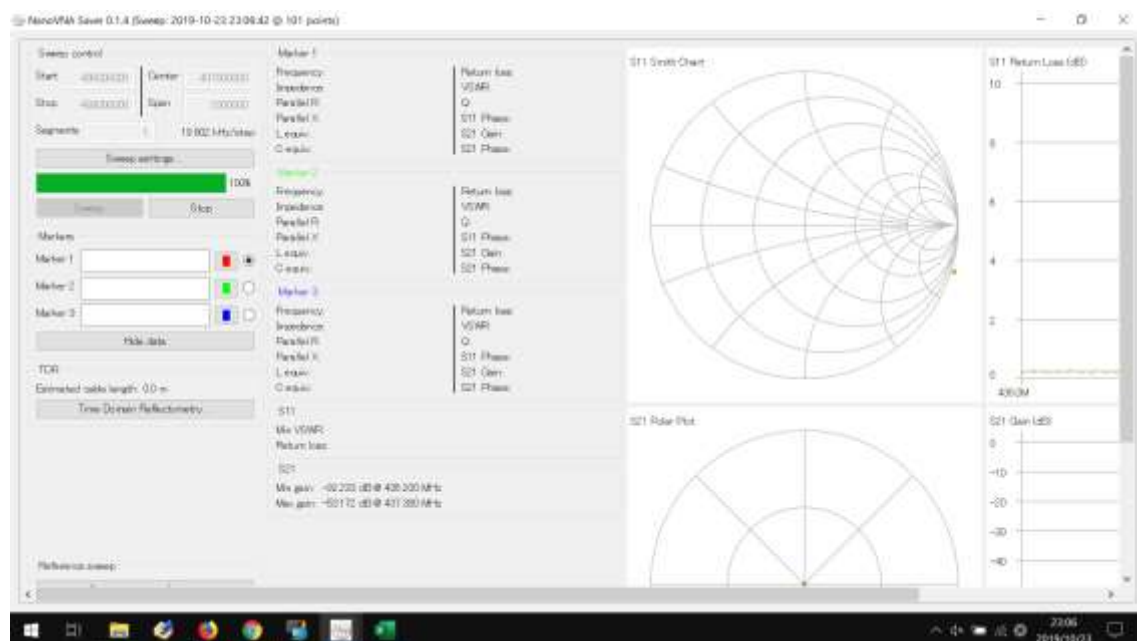 NanoVNA Saver 0.1.4 (Sweep: 2019-10-23 23:06:42 @ 101 points)
Sweep control
Start
Center
Stop
Span
Segments
Sweep settings ...
100%
Sweep
Stop
Markers
Marker 1
Marker 2
Marker 3
Hide data
TDR
Estimated cable length: 0.0 m
Time Domain Reflectometry ...
Reference sweep
Marker 1
Frequency:
Impedance:
Parallel R:
Parallel X:
L equiv.:
C equiv.:
Return loss:
VSWR:
Q:
S11 Phase:
S21 Gain:
S21 Phase:
Marker 2
Frequency:
Impedance:
Parallel R:
Parallel X:
L equiv.:
C equiv.:
Return loss:
VSWR:
Q:
S11 Phase:
S21 Gain:
S21 Phase:
Marker 3
Frequency:
Impedance:
Parallel R:
Parallel X:
L equiv.:
C equiv.:
Return loss:
VSWR:
Q:
S11 Phase:
S21 Gain:
S21 Phase:
S11
Min VSWR:
Return loss:
S21
Min gain:
Max gain:
S11 Smith Chart
S11 Return Loss (dB)
10
8
6
4
2
0
S21 Polar Plot
S21 Gain (dB)
0
-10
-20
-30
-40
23:06
2019/10/23